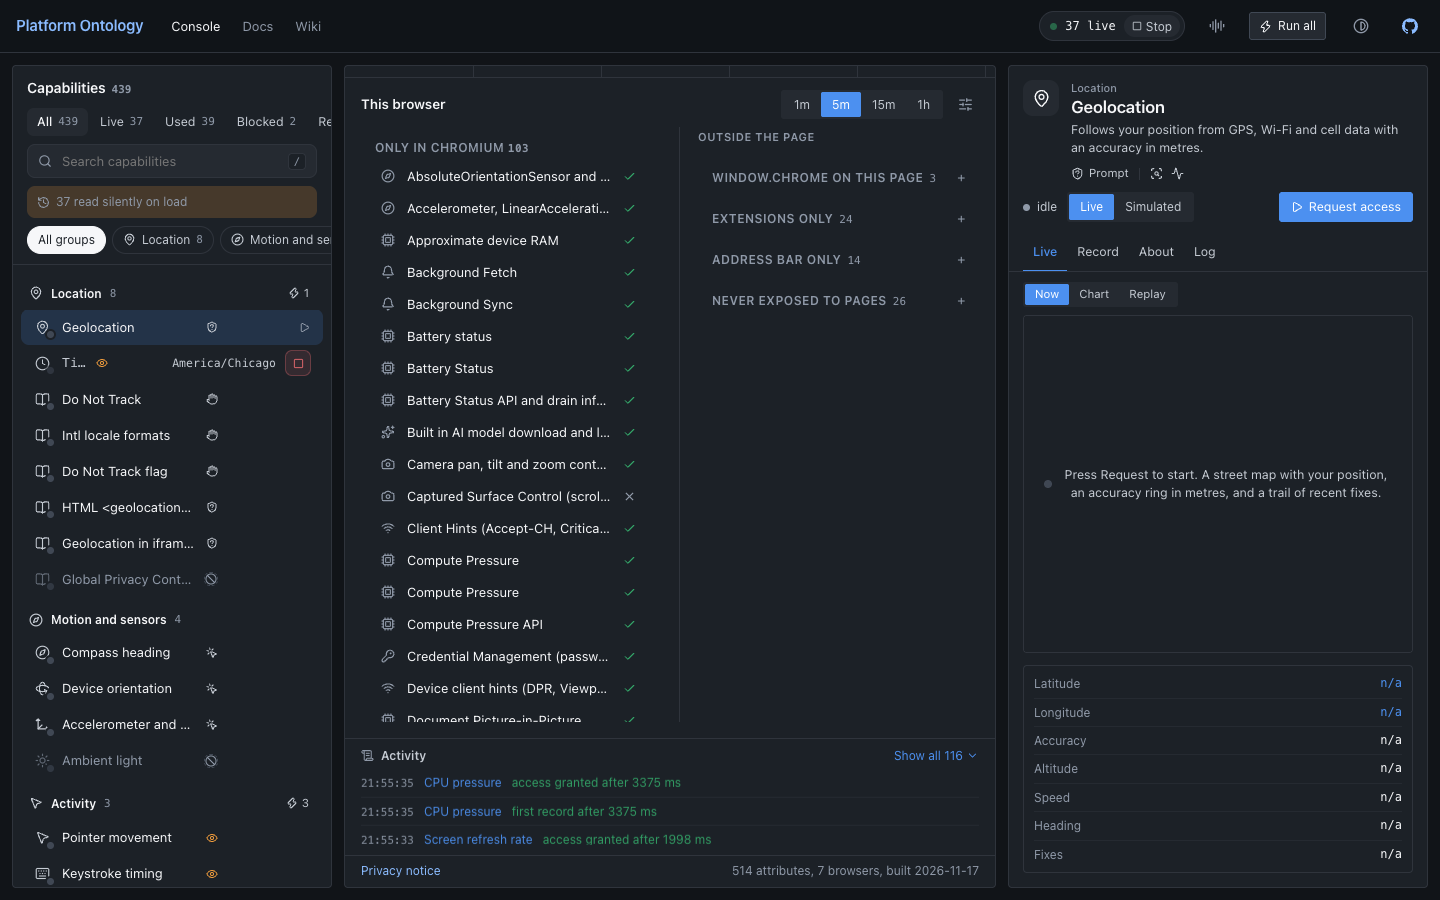 Platform Ontology
Console
Docs
Wiki
37 live
Stop
Run all
Capabilities 439
All 439
Live 37
Used 39
Blocked 2
Re
Search capabilities
/
37 read silently on load
All groups
Location 8
Motion and se
Location 8
1
Geolocation
Ti…
America/Chicago
Do Not Track
Intl locale formats
Do Not Track flag
HTML <geolocation…
Geolocation in ifram…
Global Privacy Cont…
Motion and sensors 4
Compass heading
Device orientation
Accelerometer and …
Ambient light
Activity 3
3
Pointer movement
Keystroke timing
This browser
1m
5m
15m
1h
ONLY IN CHROMIUM 103
AbsoluteOrientationSensor and …
Accelerometer, LinearAccelerati…
Approximate device RAM
Background Fetch
Background Sync
Battery status
Battery Status
Battery Status API and drain inf…
Built in AI model download and l…
Camera pan, tilt and zoom cont…
Captured Surface Control (scrol…
Client Hints (Accept-CH, Critica…
Compute Pressure
Compute Pressure
Compute Pressure API
Credential Management (passw…
Device client hints (DPR, Viewp…
Document Picture-in-Picture
OUTSIDE THE PAGE
WINDOW.CHROME ON THIS PAGE 3 +
EXTENSIONS ONLY 24 +
ADDRESS BAR ONLY 14 +
NEVER EXPOSED TO PAGES 26 +
Activity
Show all 116
21:55:35 CPU pressure access granted after 3375 ms
21:55:35 CPU pressure first record after 3375 ms
21:55:33 Screen refresh rate access granted after 1998 ms
Privacy notice
514 attributes, 7 browsers, built 2026-11-17
Location
Geolocation
Follows your position from GPS, Wi-Fi and cell data with
an accuracy in metres.
Prompt
idle
Live
Simulated
Request access
Live
Record
About
Log
Now
Chart
Replay
Press Request to start. A street map with your position,
an accuracy ring in metres, and a trail of recent fixes.
Latitude n/a
Longitude n/a
Accuracy n/a
Altitude n/a
Speed n/a
Heading n/a
Fixes n/a